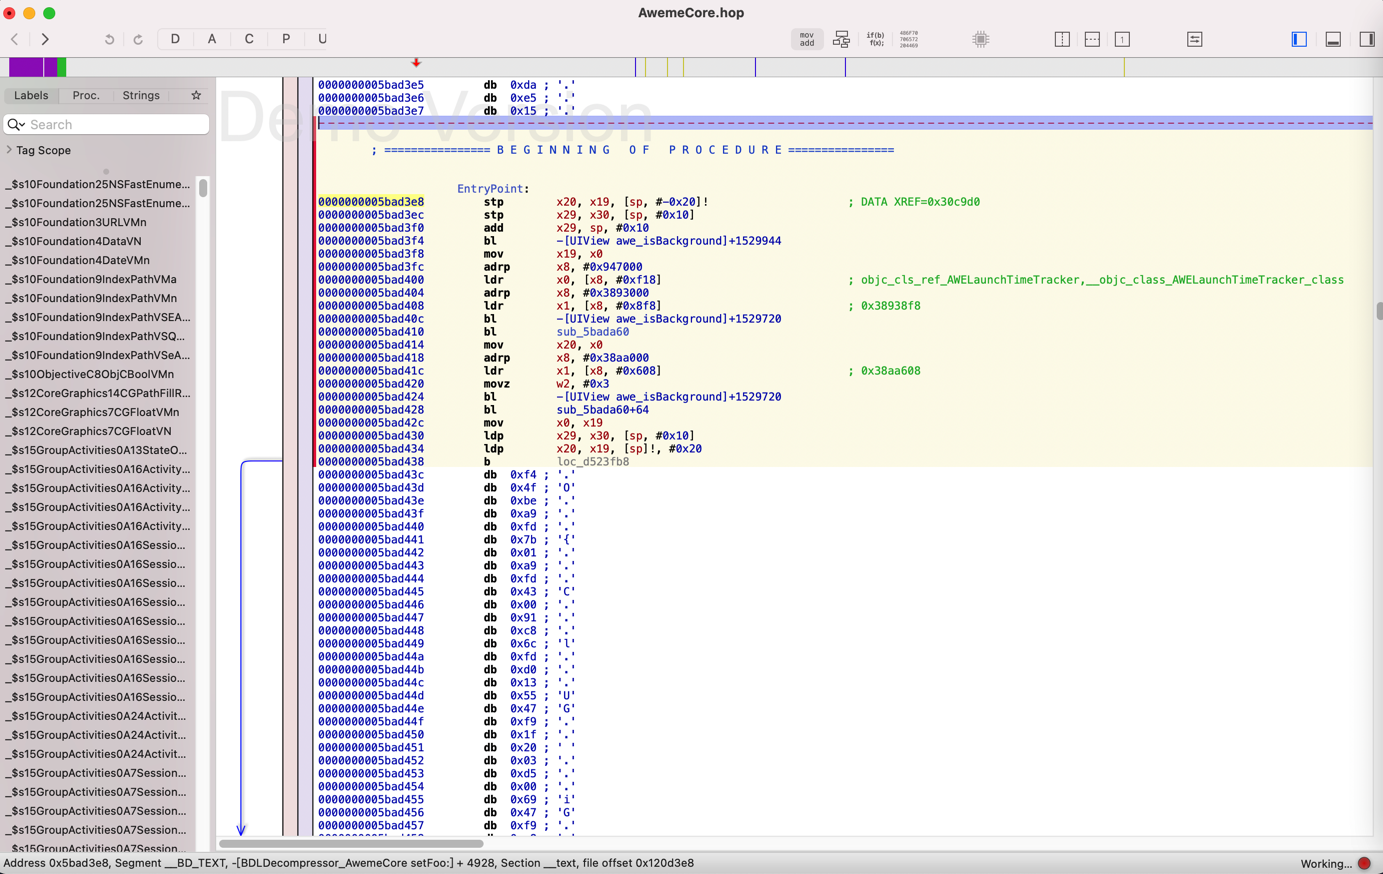 AwemeCore.hop
D A C P U
mov add
if(b) f(x);
Labels Proc. Strings
Search
Tag Scope
_$s10Foundation25NSFastEnume...
_$s10Foundation25NSFastEnume...
_$s10Foundation3URLVMn
_$s10Foundation4DataVN
_$s10Foundation4DateVMn
_$s10Foundation9IndexPathVMa
_$s10Foundation9IndexPathVMn
_$s10Foundation9IndexPathVSEA...
_$s10Foundation9IndexPathVSQ...
_$s10Foundation9IndexPathVSeA...
_$s10ObjectiveC8ObjCBoolVMn
_$s12CoreGraphics14CGPathFillR...
_$s12CoreGraphics7CGFloatVMn
_$s12CoreGraphics7CGFloatVN
_$s15GroupActivities0A13StateO...
_$s15GroupActivities0A16Activity...
_$s15GroupActivities0A16Activity...
_$s15GroupActivities0A16Activity...
_$s15GroupActivities0A16Activity...
_$s15GroupActivities0A16Sessio...
_$s15GroupActivities0A16Sessio...
_$s15GroupActivities0A16Sessio...
_$s15GroupActivities0A16Sessio...
_$s15GroupActivities0A16Sessio...
_$s15GroupActivities0A16Sessio...
_$s15GroupActivities0A16Sessio...
_$s15GroupActivities0A16Sessio...
_$s15GroupActivities0A16Sessio...
_$s15GroupActivities0A24Activit...
_$s15GroupActivities0A24Activit...
_$s15GroupActivities0A24Activit...
_$s15GroupActivities0A7Session...
_$s15GroupActivities0A7Session...
_$s15GroupActivities0A7Session...
_$s15GroupActivities0A7Session...
_$s15GroupActivities0A7Session...
Demo Version
0000000005bad3e5 db 0xda ; '.'
0000000005bad3e6 db 0xe5 ; '.'
0000000005bad3e7 db 0x15 ; '.'
; ================ B E G I N N I N G   O F   P R O C E D U R E ================
EntryPoint:
0000000005bad3e8 stp x20, x19, [sp, #-0x20]! ; DATA XREF=0x30c9d0
0000000005bad3ec stp x29, x30, [sp, #0x10]
0000000005bad3f0 add x29, sp, #0x10
0000000005bad3f4 bl -[UIView awe_isBackground]+1529944
0000000005bad3f8 mov x19, x0
0000000005bad3fc adrp x8, #0x947000
0000000005bad400 ldr x0, [x8, #0xf18] ; objc_cls_ref_AWELaunchTimeTracker,__objc_class_AWELaunchTimeTracker_class
0000000005bad404 adrp x8, #0x3893000
0000000005bad408 ldr x1, [x8, #0x8f8] ; 0x38938f8
0000000005bad40c bl -[UIView awe_isBackground]+1529720
0000000005bad410 bl sub_5bada60
0000000005bad414 mov x20, x0
0000000005bad418 adrp x8, #0x38aa000
0000000005bad41c ldr x1, [x8, #0x608] ; 0x38aa608
0000000005bad420 movz w2, #0x3
0000000005bad424 bl -[UIView awe_isBackground]+1529720
0000000005bad428 bl sub_5bada60+64
0000000005bad42c mov x0, x19
0000000005bad430 ldp x29, x30, [sp, #0x10]
0000000005bad434 ldp x20, x19, [sp]!, #0x20
0000000005bad438 b loc_d523fb8
0000000005bad43c db 0xf4 ; '.'
0000000005bad43d db 0x4f ; 'O'
0000000005bad43e db 0xbe ; '.'
0000000005bad43f db 0xa9 ; '.'
0000000005bad440 db 0xfd ; '.'
0000000005bad441 db 0x7b ; '{'
0000000005bad442 db 0x01 ; '.'
0000000005bad443 db 0xa9 ; '.'
0000000005bad444 db 0xfd ; '.'
0000000005bad445 db 0x43 ; 'C'
0000000005bad446 db 0x00 ; '.'
0000000005bad447 db 0x91 ; '.'
0000000005bad448 db 0xc8 ; '.'
0000000005bad449 db 0x6c ; 'l'
0000000005bad44a db 0xfd ; '.'
0000000005bad44b db 0xd0 ; '.'
0000000005bad44c db 0x13 ; '.'
0000000005bad44d db 0x55 ; 'U'
0000000005bad44e db 0x47 ; 'G'
0000000005bad44f db 0xf9 ; '.'
0000000005bad450 db 0x1f ; '.'
0000000005bad451 db 0x20 ; ' '
0000000005bad452 db 0x03 ; '.'
0000000005bad453 db 0xd5 ; '.'
0000000005bad454 db 0x00 ; '.'
0000000005bad455 db 0x69 ; 'i'
0000000005bad456 db 0x47 ; 'G'
0000000005bad457 db 0xf9 ; '.'
Address 0x5bad3e8, Segment __BD_TEXT, -[BDLDecompressor_AwemeCore setFoo:] + 4928, Section __text, file offset 0x120d3e8
Working...